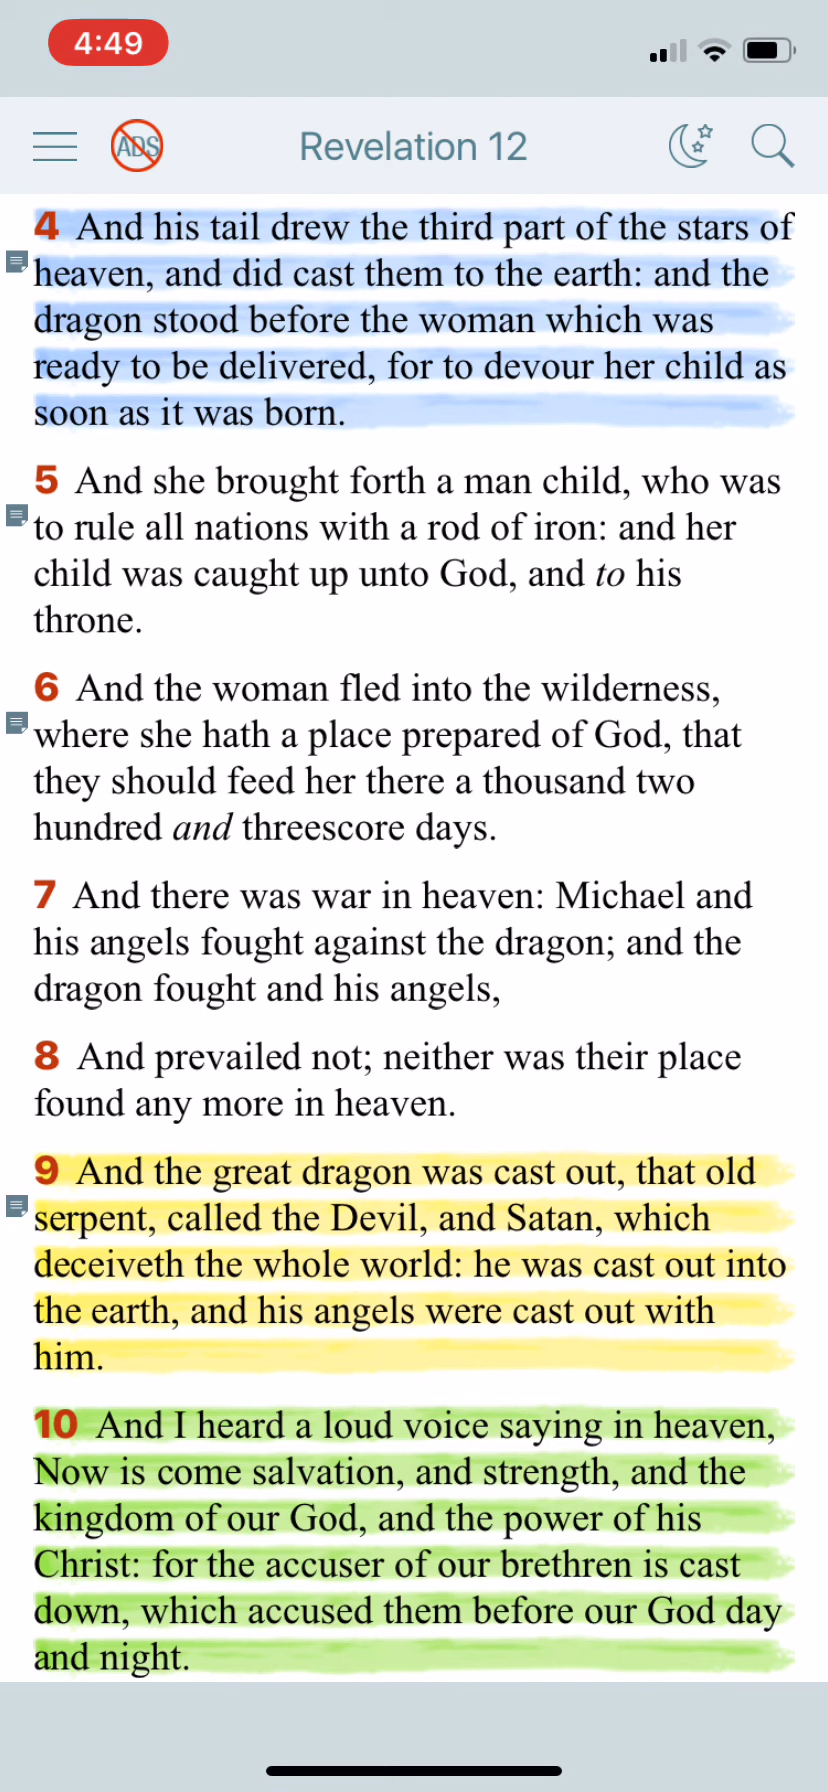 4:49
ADS
Revelation 12
4 And his tail drew the third part of the stars of
heaven, and did cast them to the earth: and the
dragon stood before the woman which was
ready to be delivered, for to devour her child as
soon as it was born.
5 And she brought forth a man child, who was
to rule all nations with a rod of iron: and her
child was caught up unto God, and to his
throne.
6 And the woman fled into the wilderness,
where she hath a place prepared of God, that
they should feed her there a thousand two
hundred and threescore days.
7 And there was war in heaven: Michael and
his angels fought against the dragon; and the
dragon fought and his angels,
8 And prevailed not; neither was their place
found any more in heaven.
9 And the great dragon was cast out, that old
serpent, called the Devil, and Satan, which
deceiveth the whole world: he was cast out into
the earth, and his angels were cast out with
him.
10 And I heard a loud voice saying in heaven,
Now is come salvation, and strength, and the
kingdom of our God, and the power of his
Christ: for the accuser of our brethren is cast
down, which accused them before our God day
and night.